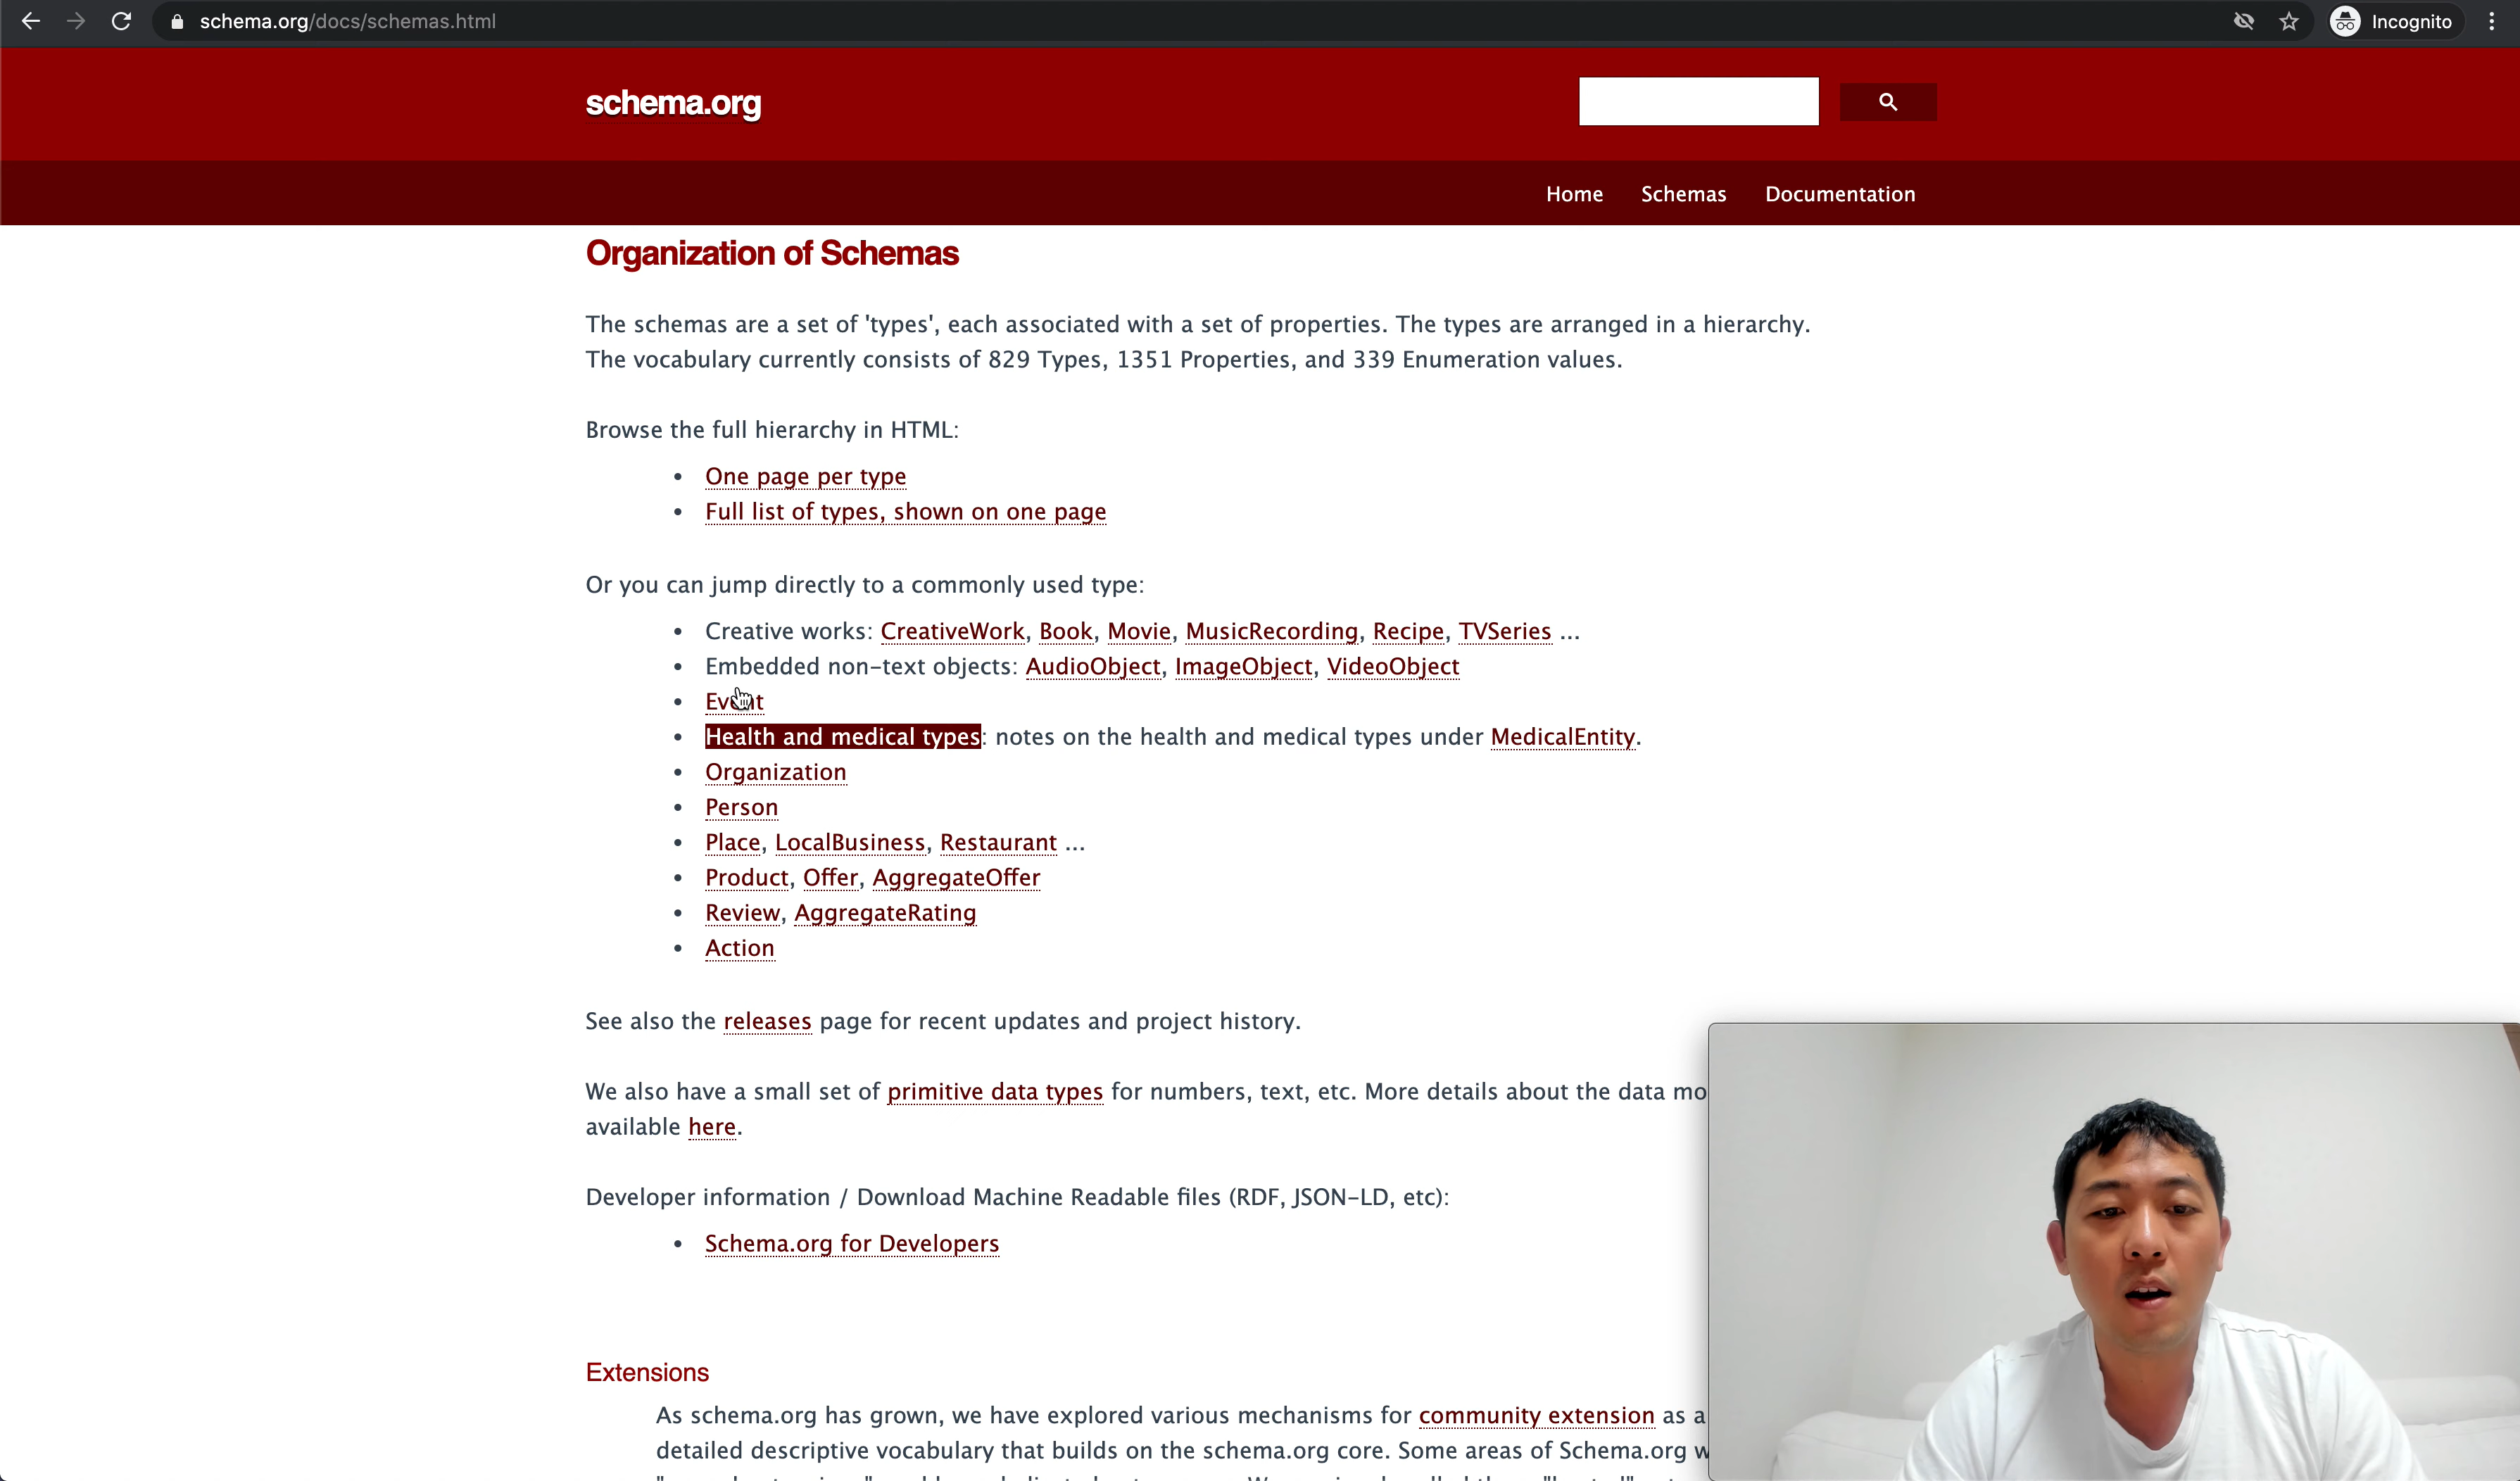 schema.org/docs/schemas.html
Incognito
schema.org
Home Schemas Documentation
Organization of Schemas
The schemas are a set of 'types', each associated with a set of properties. The types are arranged in a hierarchy.
The vocabulary currently consists of 829 Types, 1351 Properties, and 339 Enumeration values.
Browse the full hierarchy in HTML:
• One page per type
• Full list of types, shown on one page
Or you can jump directly to a commonly used type:
• Creative works: CreativeWork, Book, Movie, MusicRecording, Recipe, TVSeries ...
• Embedded non-text objects: AudioObject, ImageObject, VideoObject
• Event
• Health and medical types: notes on the health and medical types under MedicalEntity.
• Organization
• Person
• Place, LocalBusiness, Restaurant ...
• Product, Offer, AggregateOffer
• Review, AggregateRating
• Action
See also the releases page for recent updates and project history.
We also have a small set of primitive data types for numbers, text, etc. More details about the data mo
available here.
Developer information / Download Machine Readable files (RDF, JSON-LD, etc):
• Schema.org for Developers
Extensions
As schema.org has grown, we have explored various mechanisms for community extension as a
detailed descriptive vocabulary that builds on the schema.org core. Some areas of Schema.org w